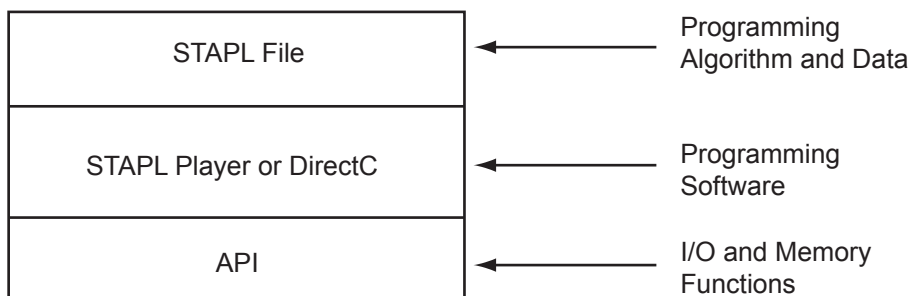 STAPL File
Programming
Algorithm and Data
STAPL Player or DirectC
Programming
Software
API
I/O and Memory
Functions